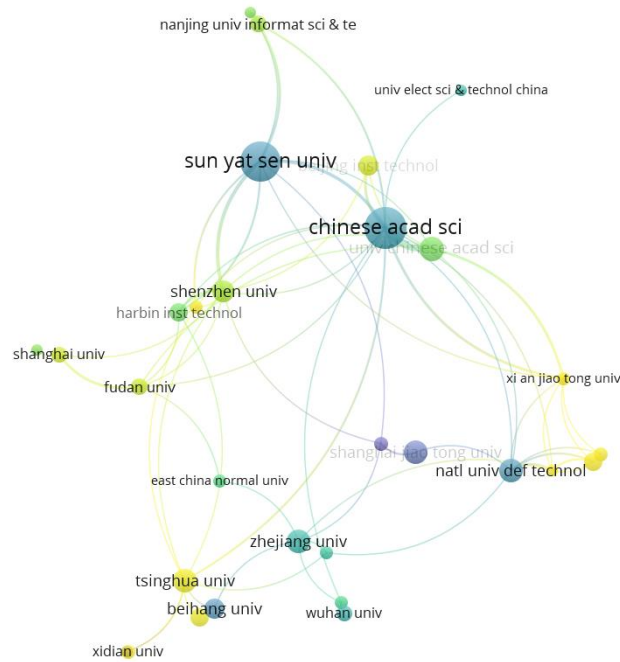 nanjing univ informat sci & te
univ elect sci & technol china
sun yat sen univ
beijing inst technol
chinese acad sci
univ chinese acad sci
shenzhen univ
harbin inst technol
shanghai univ
xi an jiao tong univ
fudan univ
shanghai jiao tong univ
natl univ def technol
east china normal univ
zhejiang univ
tsinghua univ
beihang univ
wuhan univ
xidian univ